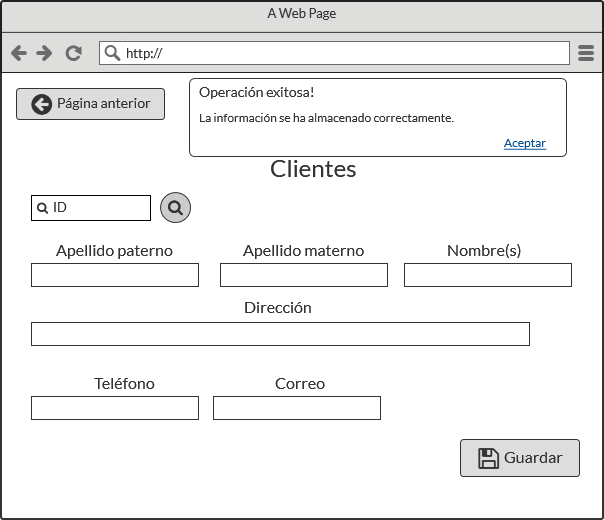 A Web Page
http://
Página anterior
Operación exitosa!
La información se ha almacenado correctamente.
Aceptar
Clientes
ID
Apellido paterno Apellido materno Nombre(s)
Dirección
Teléfono Correo
Guardar